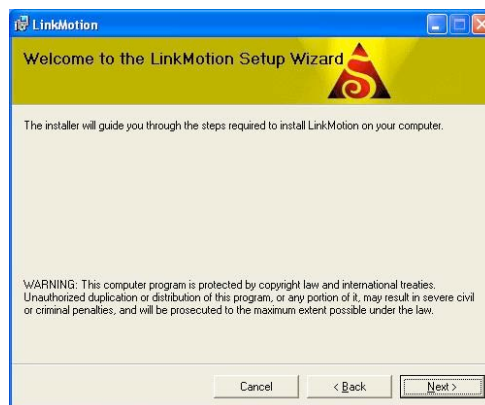 LinkMotion
Welcome to the LinkMotion Setup Wizard
The installer will guide you through the steps required to install LinkMotion on your computer.
WARNING: This computer program is protected by copyright law and international treaties.
Unauthorized duplication or distribution of this program, or any portion of it, may result in severe civil
or criminal penalties, and will be prosecuted to the maximum extent possible under the law.
Cancel
< Back
Next >